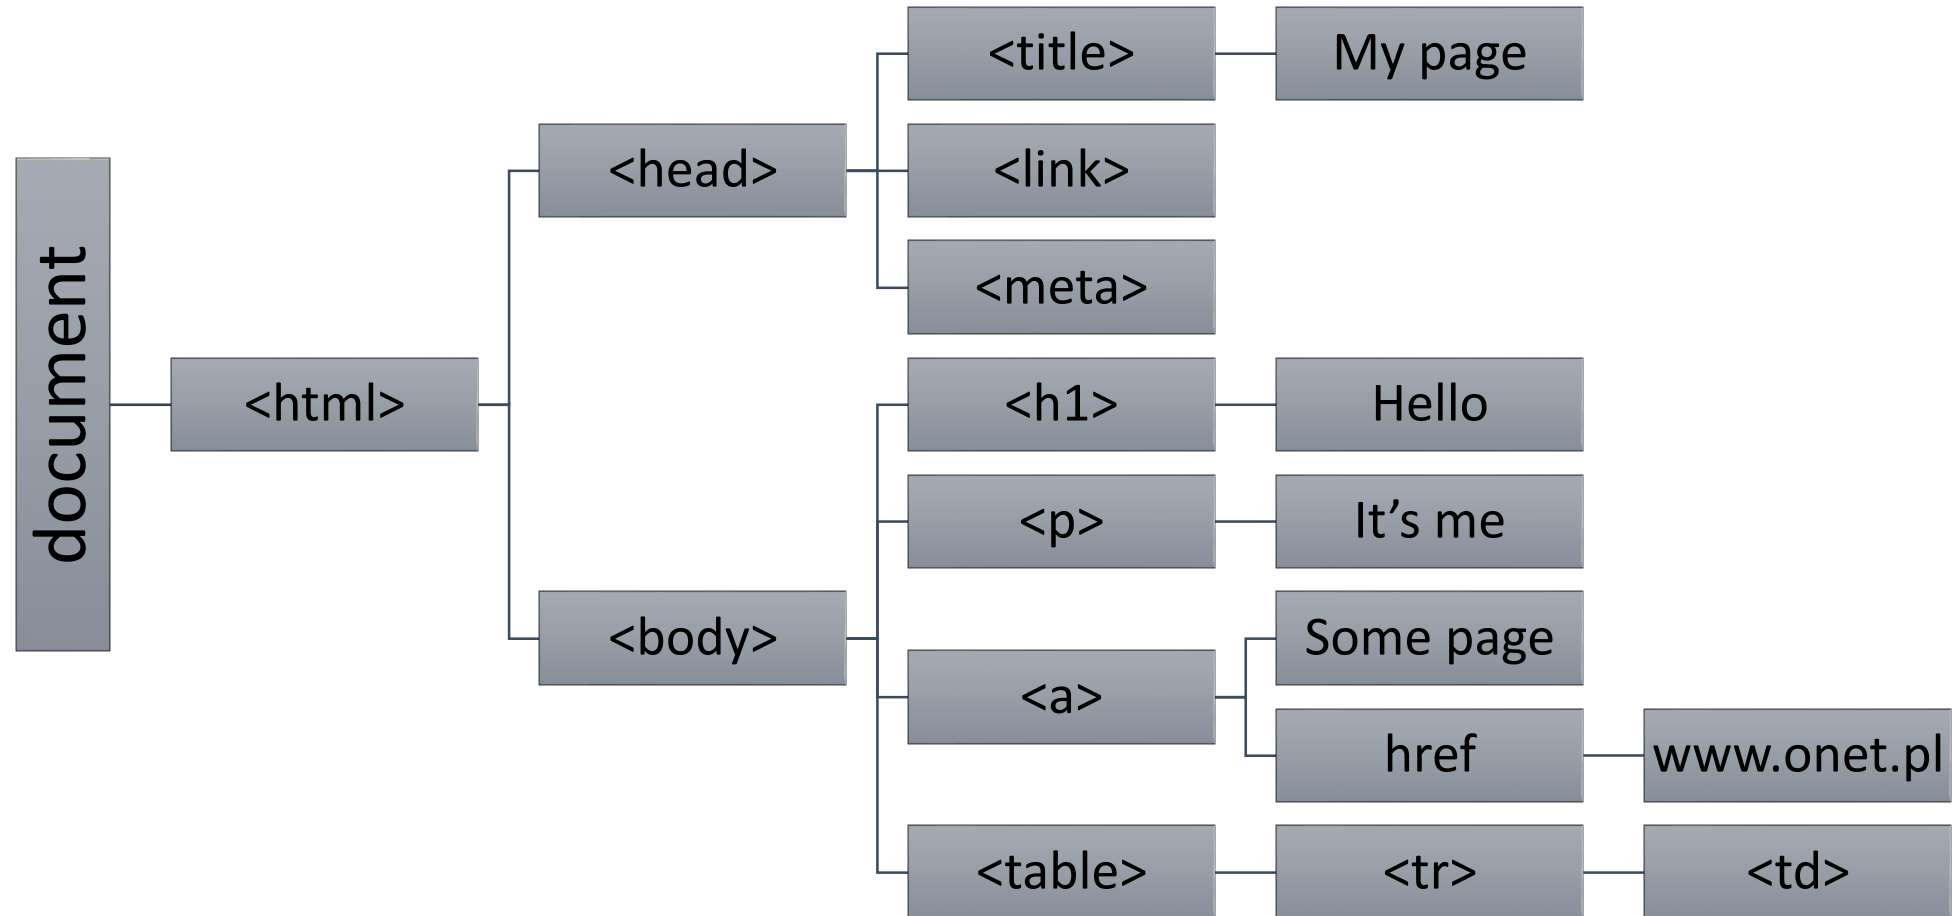 document
<html>
<head>
<title>
My page
<link>
<meta>
<body>
<h1>
Hello
<p>
It’s me
<a>
Some page
href
www.onet.pl
<table>
<tr>
<td>